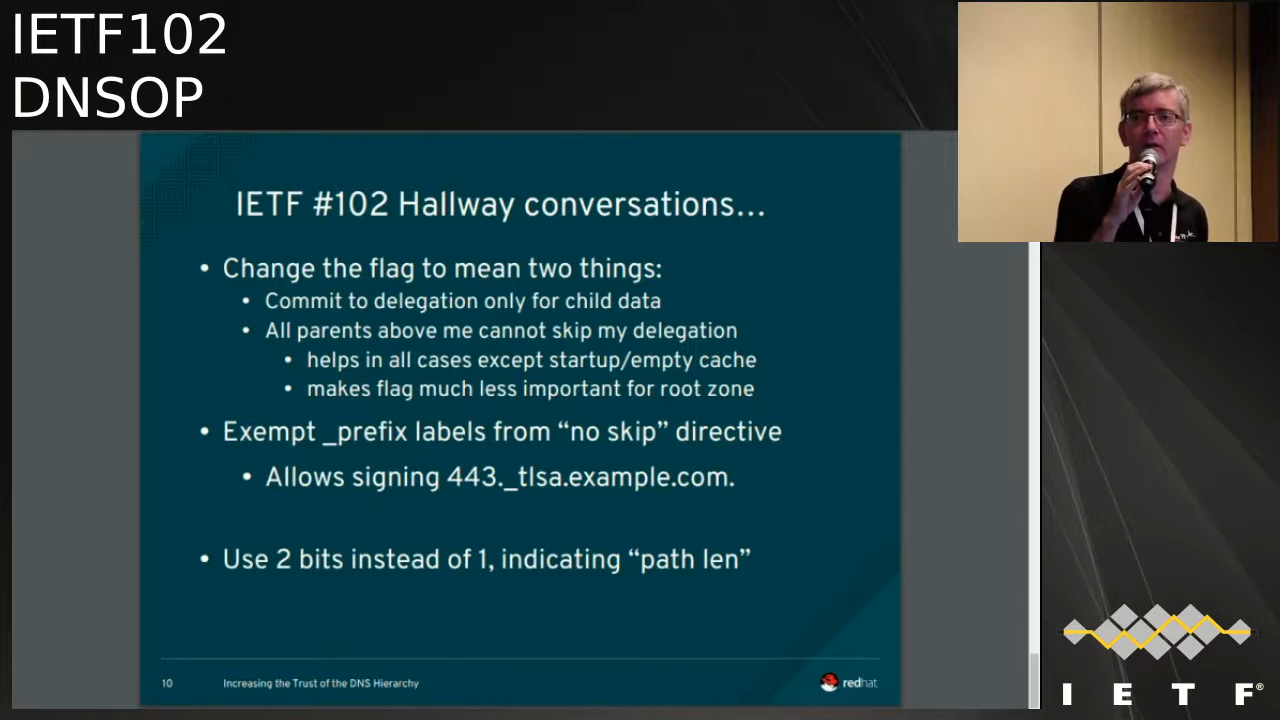 IETF102
DNSOP
IETF #102 Hallway conversations...
• Change the flag to mean two things:
• Commit to delegation only for child data
• All parents above me cannot skip my delegation
• helps in all cases except startup/empty cache
• makes flag much less important for root zone
• Exempt _prefix labels from “no skip” directive
• Allows signing 443._tlsa.example.com.
• Use 2 bits instead of 1, indicating “path len”
10 Increasing the Trust of the DNS Hierarchy redhat
I E T F®